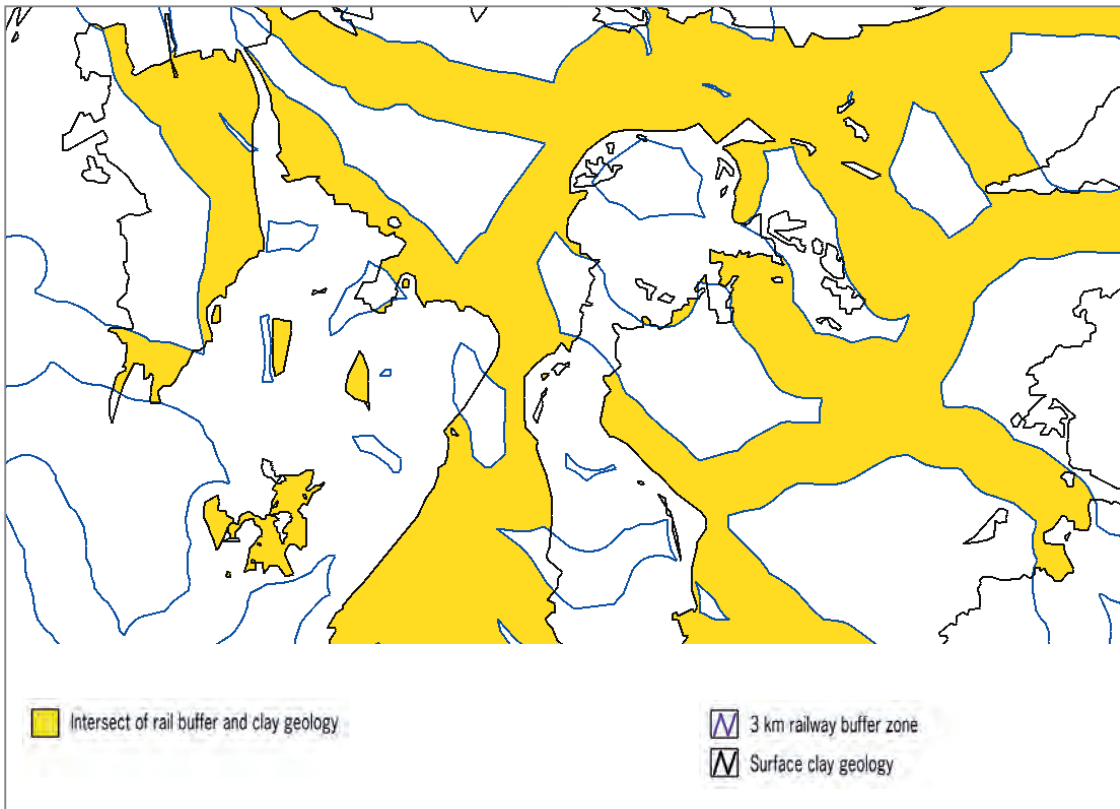 Intersect of rail buffer and clay geology
3 km railway buffer zone
Surface clay geology